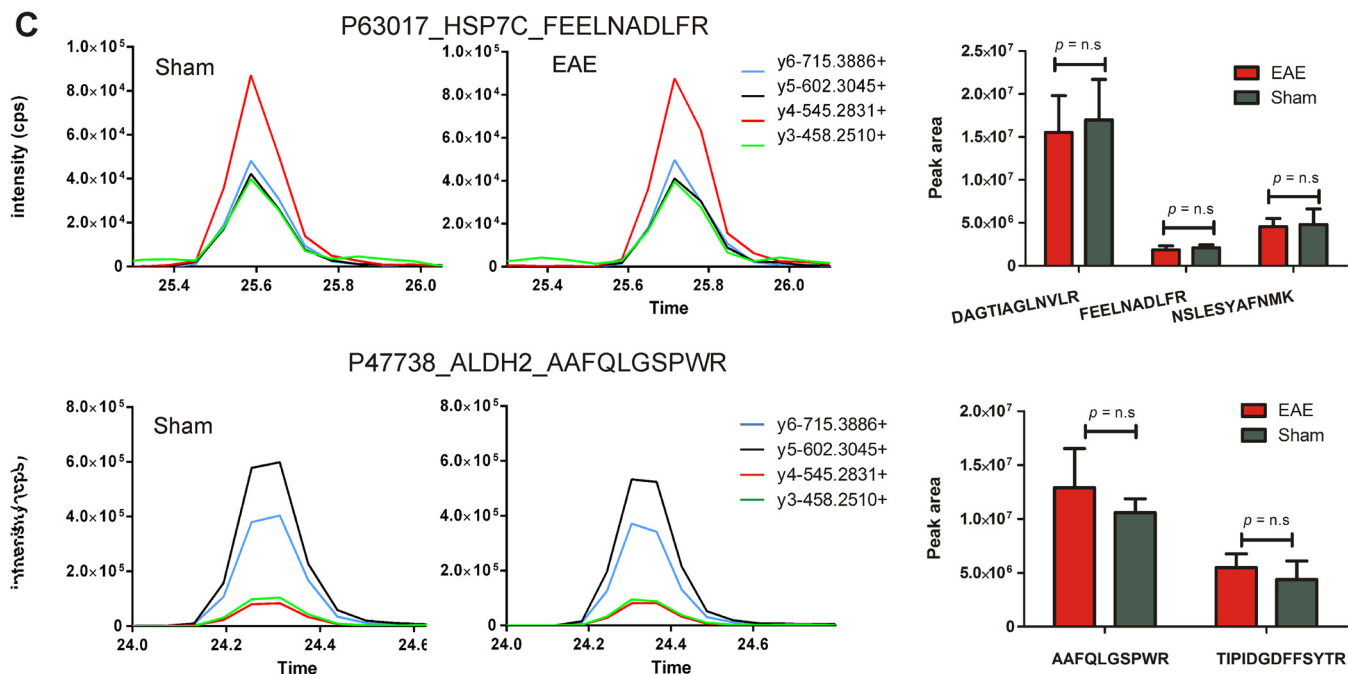 C
P63017_HSP7C_FEELNADLFR
Sham
EAE
intensity (cps)
1.0×10⁵
8.0×10⁴
6.0×10⁴
4.0×10⁴
2.0×10⁴
0
25.4 25.6 25.8 26.0
1.0×10⁵
8.0×10⁴
6.0×10⁴
4.0×10⁴
2.0×10⁴
0
25.4 25.6 25.8 26.0
Time
y6-715.3886+
y5-602.3045+
y4-545.2831+
y3-458.2510+
Peak area
2.5×10⁷
2.0×10⁷
1.5×10⁷
1.0×10⁷
5.0×10⁶
0
p = n.s
p = n.s
p = n.s
EAE
Sham
DAGTIAGLNVLR FEELNADLFR NSLESYAFNMK
P47738_ALDH2_AAFQLGSPWR
Sham
8.0×10⁵
6.0×10⁵
4.0×10⁵
2.0×10⁵
0
24.0 24.2 24.4 24.6
Time
8.0×10⁵
6.0×10⁵
4.0×10⁵
2.0×10⁵
0
24.0 24.2 24.4 24.6
Time
y6-715.3886+
y5-602.3045+
y4-545.2831+
y3-458.2510+
Peak area
2.0×10⁷
1.5×10⁷
1.0×10⁷
5.0×10⁶
0
p = n.s
p = n.s
EAE
Sham
AAFQLGSPWR TIPIDGDFFSYTR